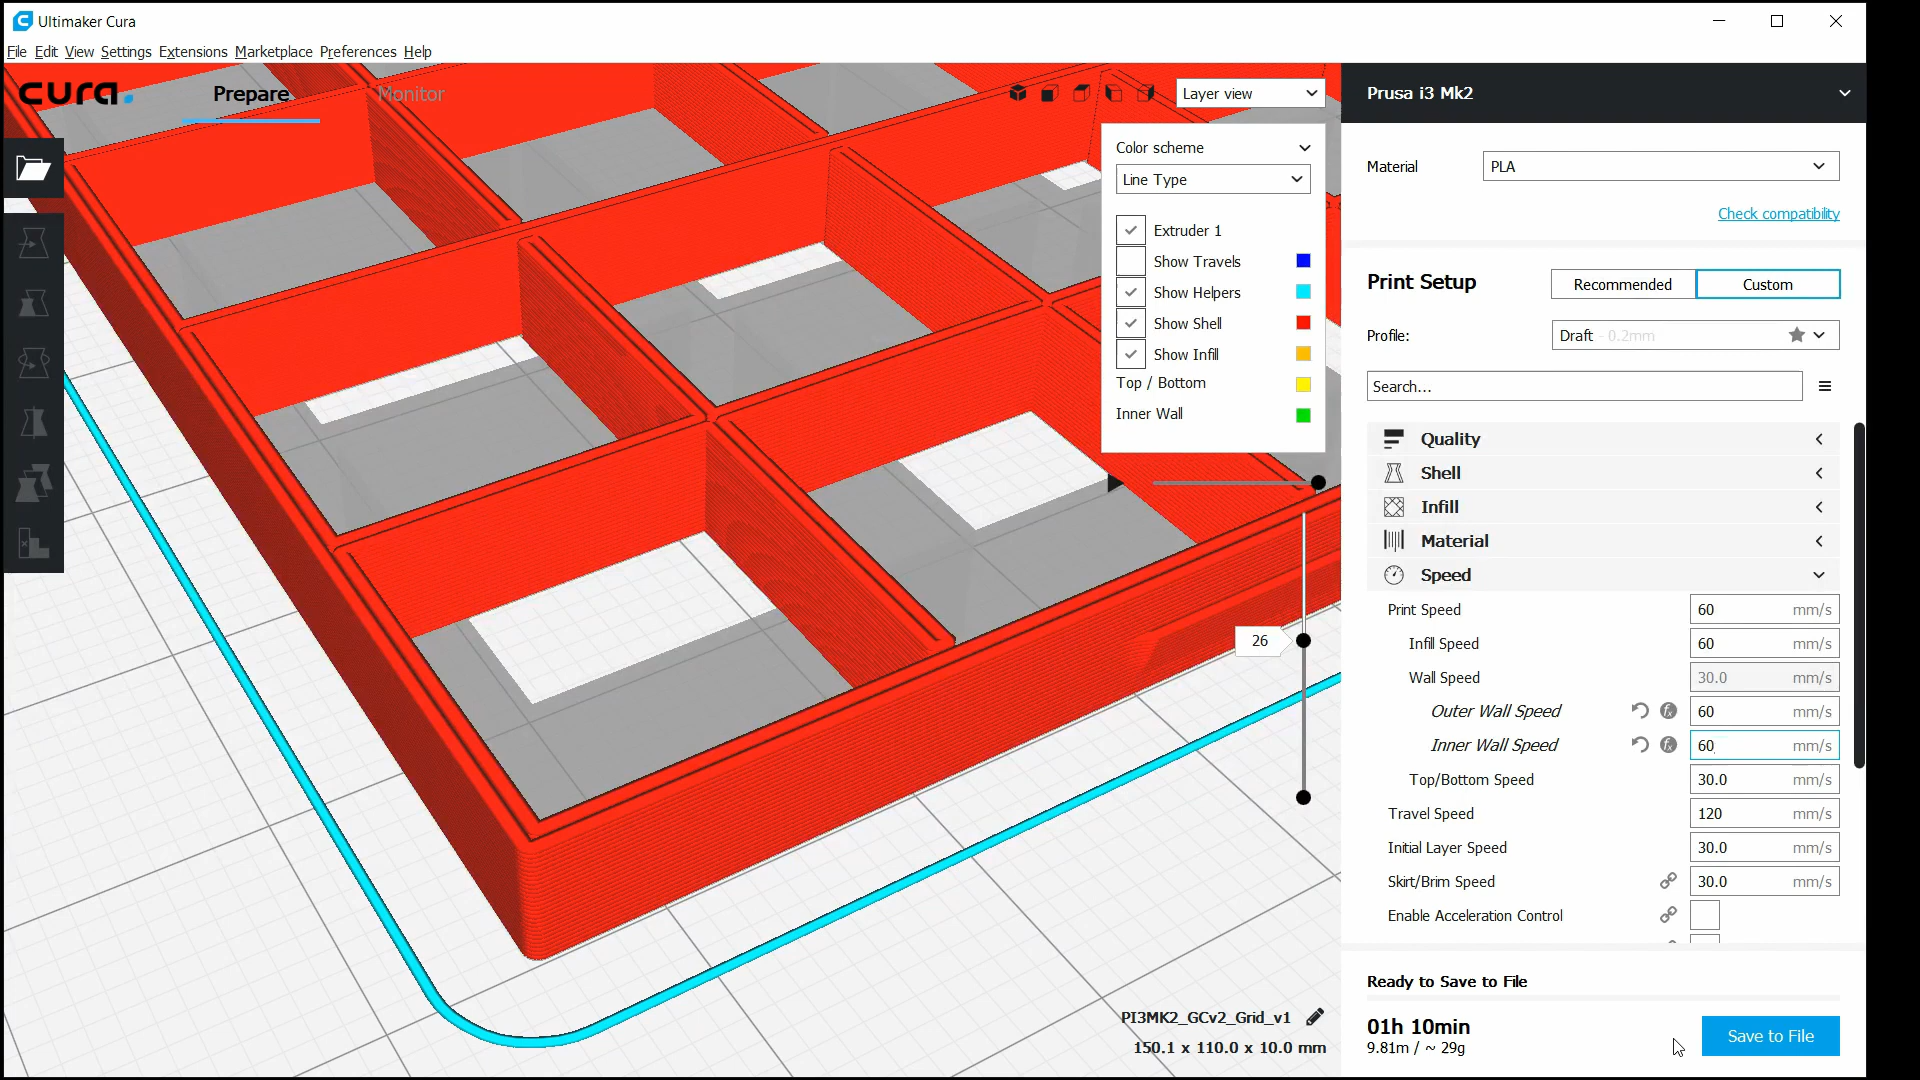 Ultimaker Cura
File Edit View Settings Extensions Marketplace Preferences Help
cura.
Prepare
Monitor
Layer view
Color scheme
Line Type
Extruder 1
Show Travels
Show Helpers
Show Shell
Show Infill
Top / Bottom
Inner Wall
26
PI3MK2_GCv2_Grid_v1
150.1 x 110.0 x 10.0 mm
Prusa i3 Mk2
Material PLA
Check compatibility
Print Setup Recommended Custom
Profile: Draft - 0.2mm
Search...
Quality
Shell
Infill
Material
Speed
Print Speed 60 mm/s
Infill Speed 60 mm/s
Wall Speed 30.0 mm/s
Outer Wall Speed 60 mm/s
Inner Wall Speed 60 mm/s
Top/Bottom Speed 30.0 mm/s
Travel Speed 120 mm/s
Initial Layer Speed 30.0 mm/s
Skirt/Brim Speed 30.0 mm/s
Enable Acceleration Control
Ready to Save to File
01h 10min
9.81m / ~ 29g
Save to File